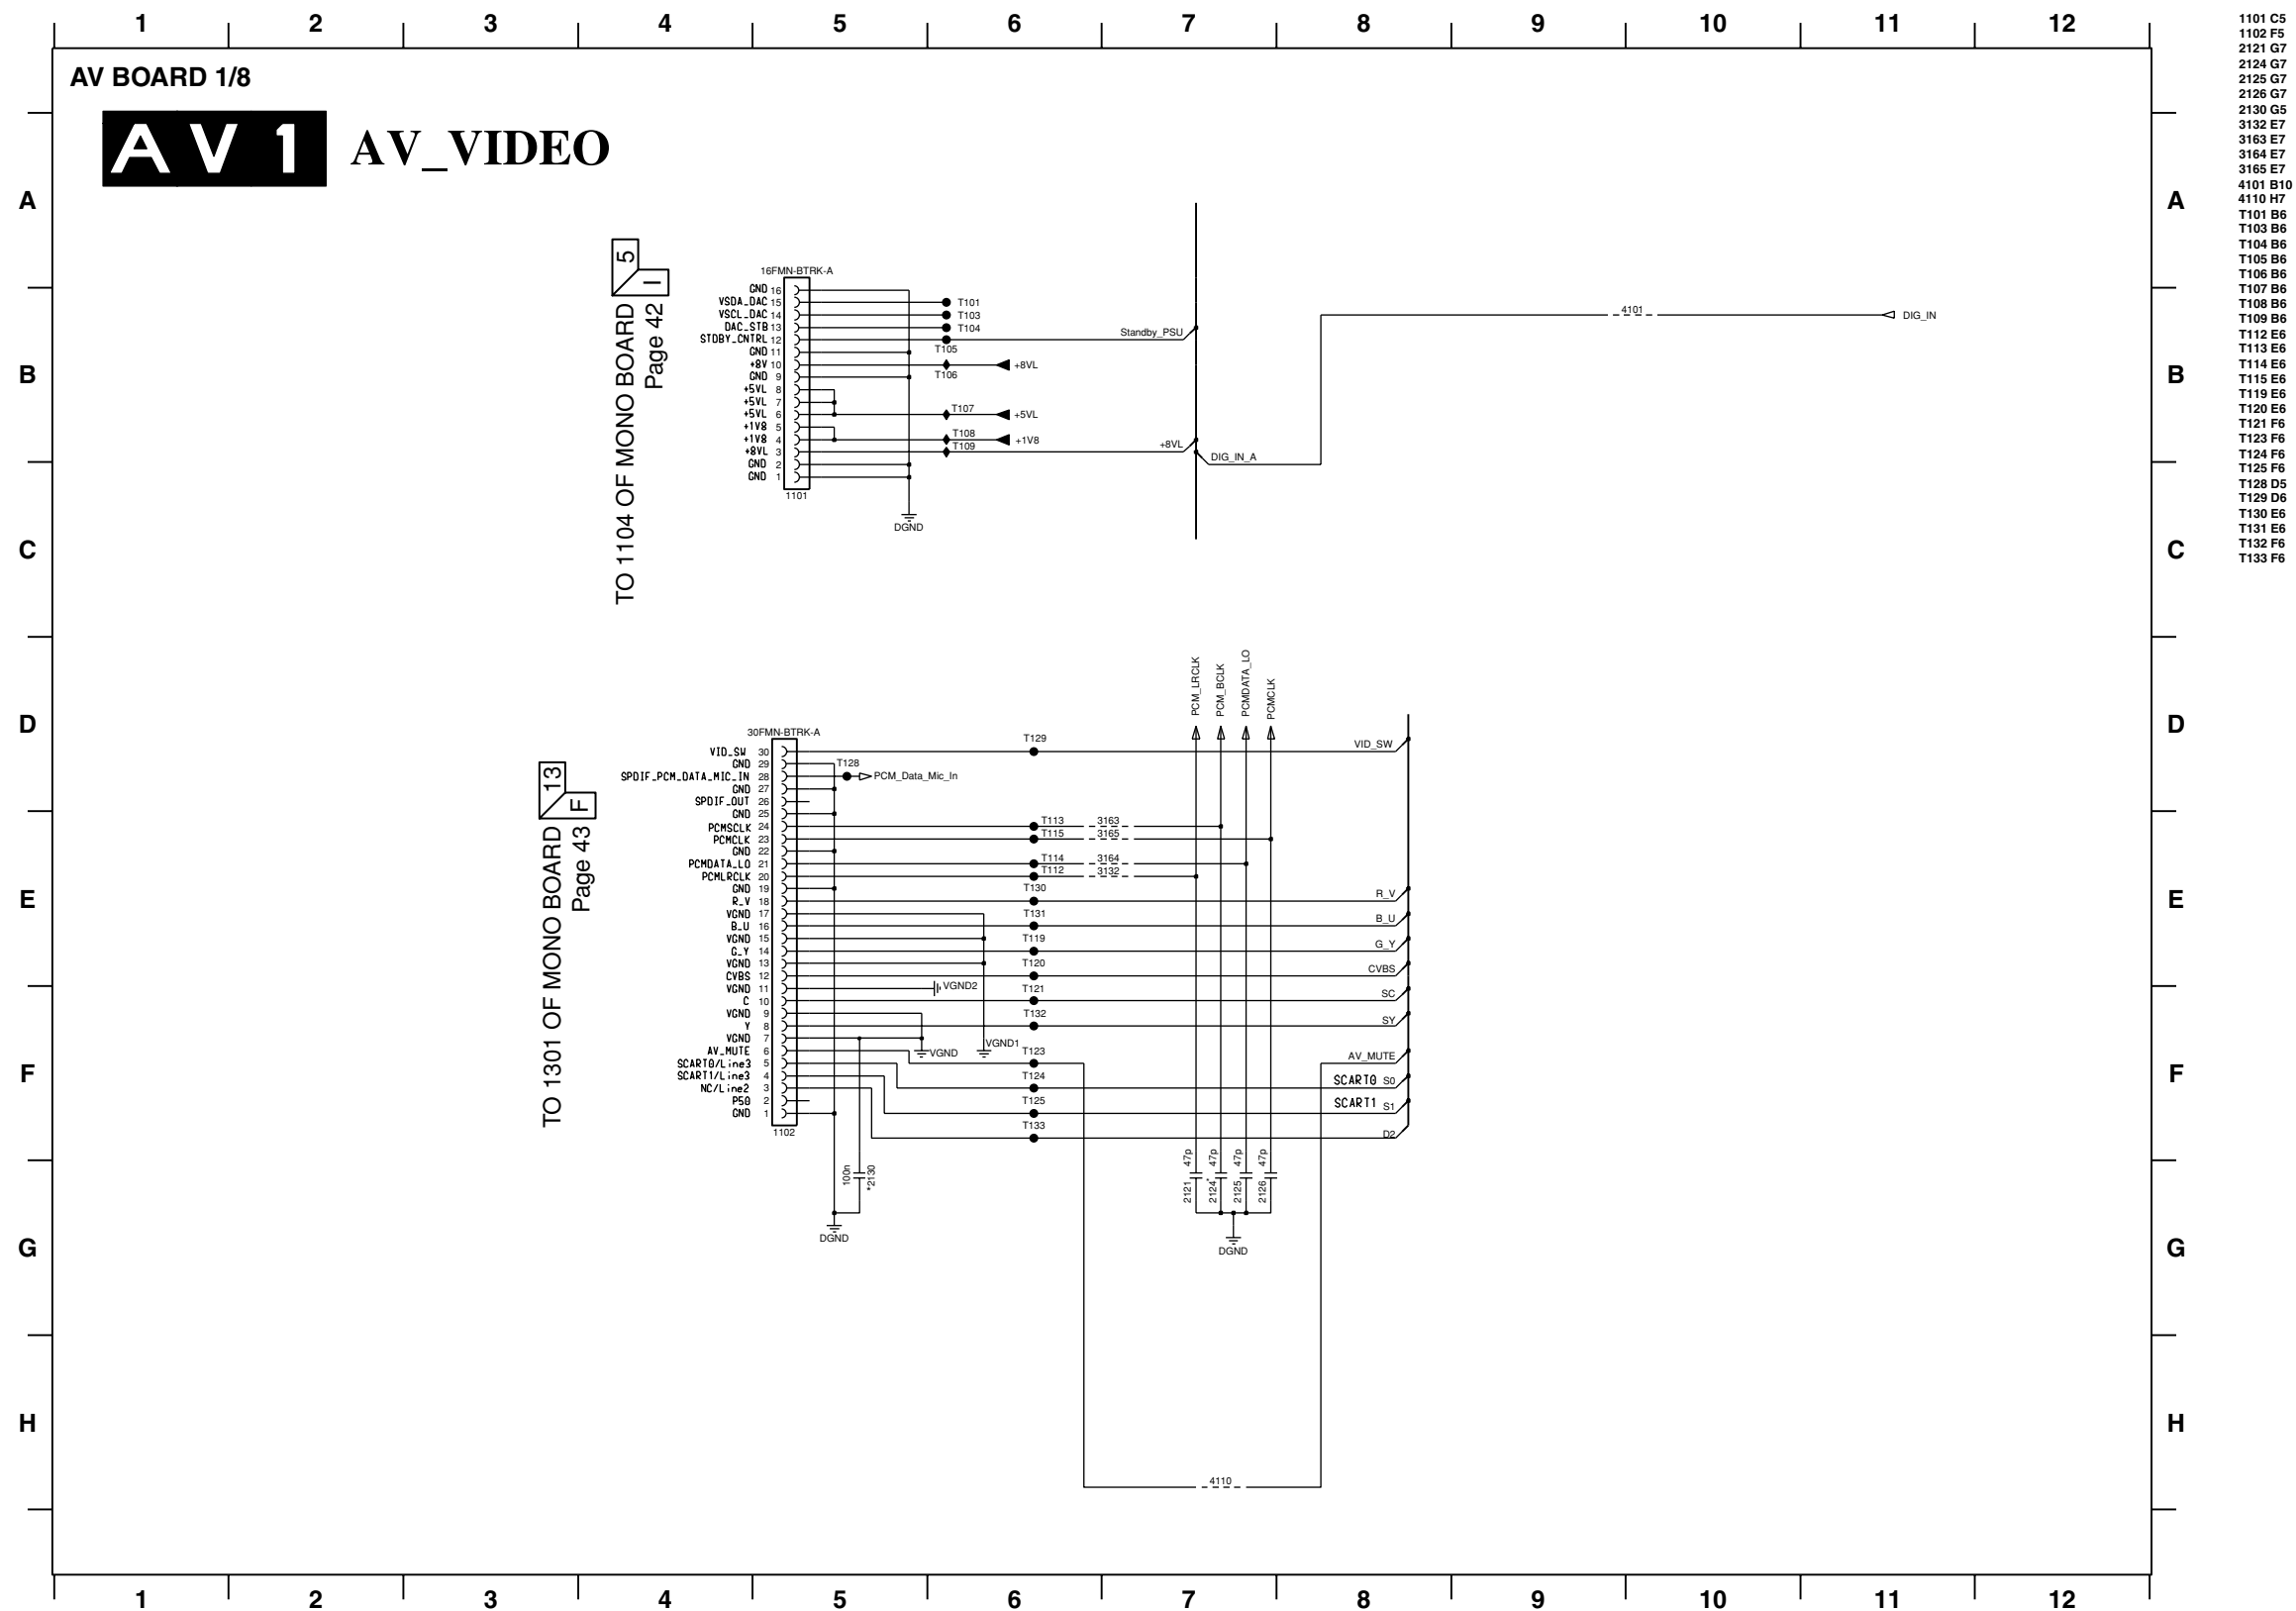 1 2 3 4 5 6 7 8 9 10 11 12
AV BOARD 1/8
AV 1 AV_VIDEO
A A
B B
C C
D D
E E
F F
G G
H H
TO 1104 OF MONO BOARD
Page 42
5
I
16FMN-BTRK-A
GND 16
VSDA_DAC 15 T101
VSCL_DAC 14 T103
DAC_STB 13 T104
STDBY_CNTRL 12 T105 Standby_PSU
GND 11
+8V 10 T106 +8VL
GND 9
+5VL 8
+5VL 7
+5VL 6 T107 +5VL
+1V8 5
+1V8 4 T108 +1V8
+8VL 3 T109 +8VL
GND 2
GND 1
1101
DGND
DIG_IN_A
4101
DIG_IN
PCM_LRCLK
PCM_BCLK
PCMDATA_LO
PCMCLK
TO 1301 OF MONO BOARD
Page 43
13
F
30FMN-BTRK-A
VID_SW 30 T129 VID_SW
GND 29
SPDIF_PCM_DATA_MIC_IN 28 T128 PCM_Data_Mic_In
GND 27
SPDIF_OUT 26
GND 25
PCMSCLK 24 T113 3163
PCMCLK 23 T115 3165
GND 22
PCMDATA_LO 21 T114 3164
PCMLRCLK 20 T112 3132
GND 19
R_V 18 T130 R_V
VGND 17
B_U 16 T131 B_U
VGND 15
G_Y 14 T119 G_Y
VGND 13
CVBS 12 T120 CVBS
VGND 11 VGND2
C 10 T121 SC
VGND 9
Y 8 T132 SY
VGND 7 VGND VGND1
AV_MUTE 6 T123 AV_MUTE
SCART0/Line3 5 T124 SCART0 S0
SCART1/Line3 4 T125 SCART1 S1
NC/Line2 3 T133 D2
P50 2
GND 1
1102
100n *2130
DGND
47p 47p 47p 47p
2121 2124 2125 2126
DGND
4110
1 2 3 4 5 6 7 8 9 10 11 12
1101 C5
1102 F5
2121 G7
2124 G7
2125 G7
2126 G7
2130 G5
3132 E7
3163 E7
3164 E7
3165 E7
4101 B10
4110 H7
T101 B6
T103 B6
T104 B6
T105 B6
T106 B6
T107 B6
T108 B6
T109 B6
T112 E6
T113 E6
T114 E6
T115 E6
T119 E6
T120 E6
T121 F6
T123 F6
T124 F6
T125 F6
T128 D5
T129 D6
T130 E6
T131 E6
T132 F6
T133 F6